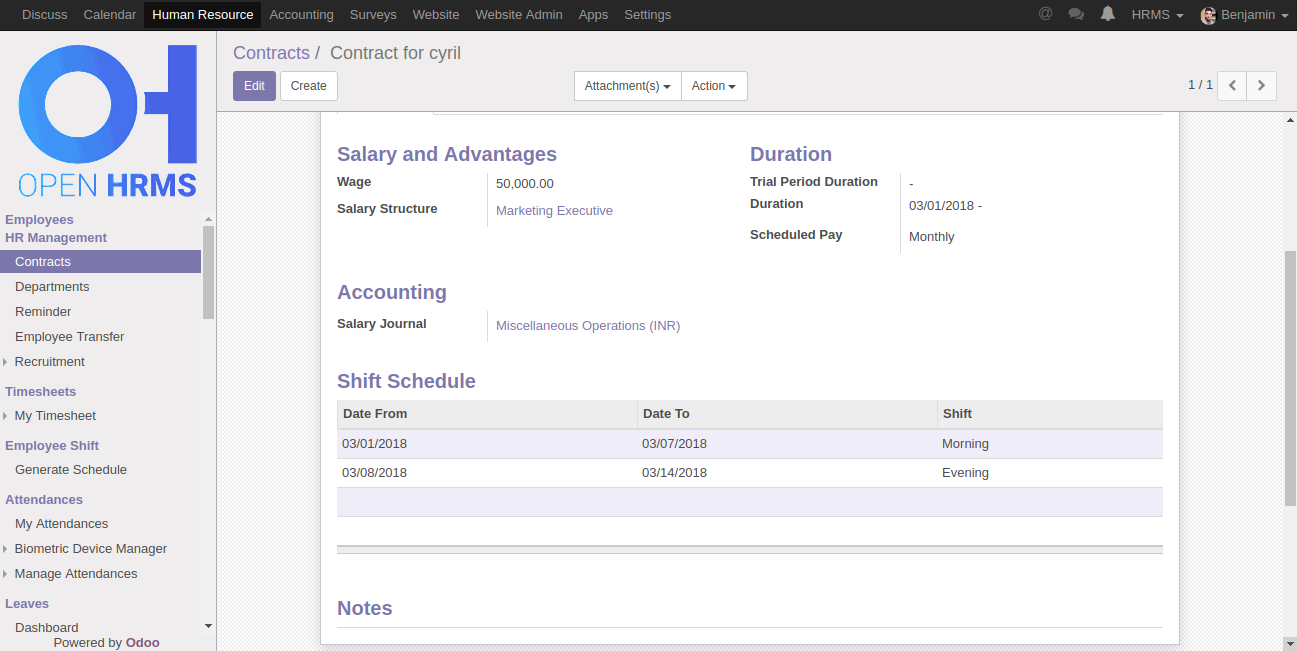 Discuss Calendar Human Resource Accounting Surveys Website Website Admin Apps Settings @ HRMS Benjamin
OPEN HRMS
Employees
HR Management
Contracts
Departments
Reminder
Employee Transfer
Recruitment
Timesheets
My Timesheet
Employee Shift
Generate Schedule
Attendances
My Attendances
Biometric Device Manager
Manage Attendances
Leaves
Dashboard
Powered by Odoo
Contracts / Contract for cyril
Edit Create Attachment(s) Action 1 / 1
Salary and Advantages
Wage 50,000.00
Salary Structure Marketing Executive
Duration
Trial Period Duration -
Duration 03/01/2018 -
Scheduled Pay Monthly
Accounting
Salary Journal Miscellaneous Operations (INR)
Shift Schedule
Date From Date To Shift
03/01/2018 03/07/2018 Morning
03/08/2018 03/14/2018 Evening
Notes